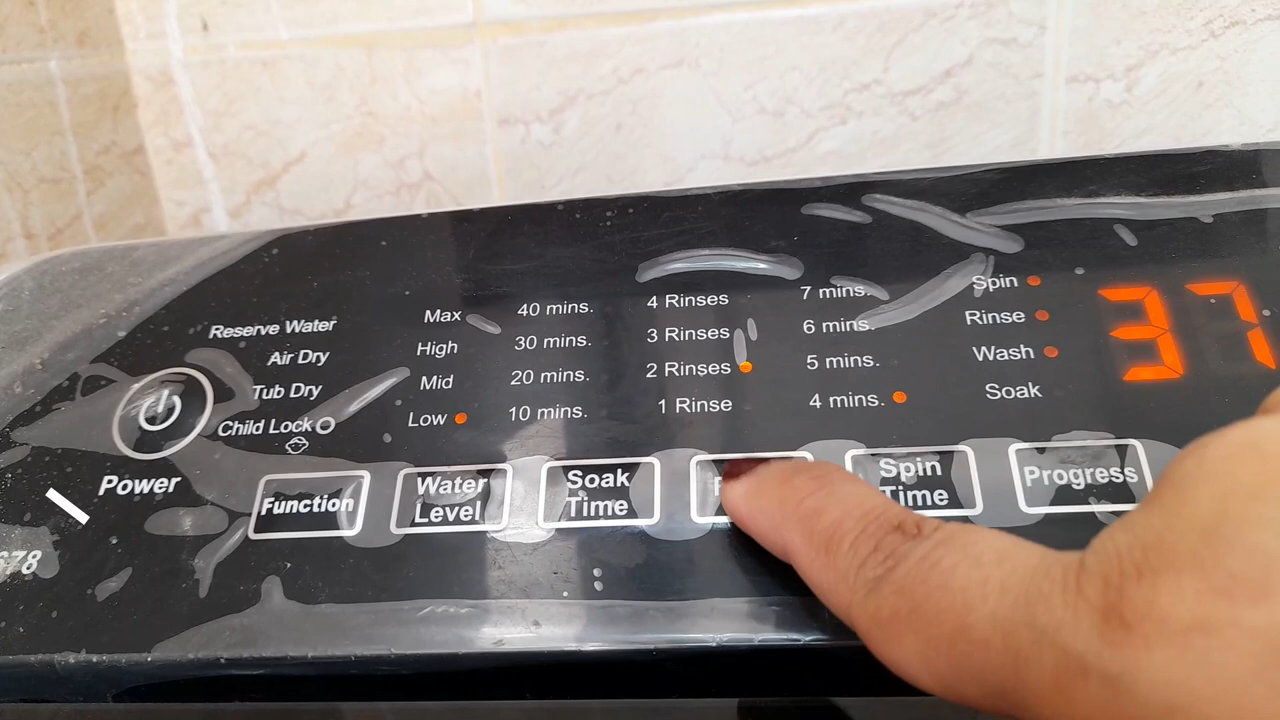 Reserve Water
Air Dry
Tub Dry
Child Lock
Power
678
Max
High
Mid
Low
40 mins.
30 mins.
20 mins.
10 mins.
4 Rinses
3 Rinses
2 Rinses
1 Rinse
7 mins.
6 mins.
5 mins.
4 mins.
Spin
Rinse
Wash
Soak
37
Function
Water
Level
Soak
Time
Spin
Time
Progress